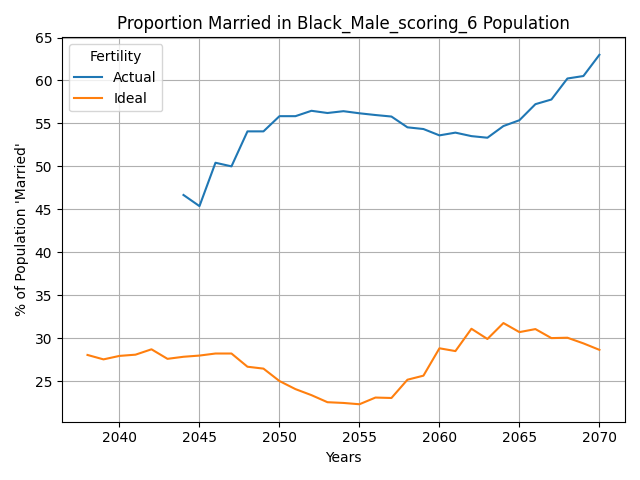 Proportion Married in Black_Male_scoring_6 Population
65
60
55
50
45
40
35
30
25
% of Population 'Married'
Fertility
Actual
Ideal
2040 2045 2050 2055 2060 2065 2070
Years